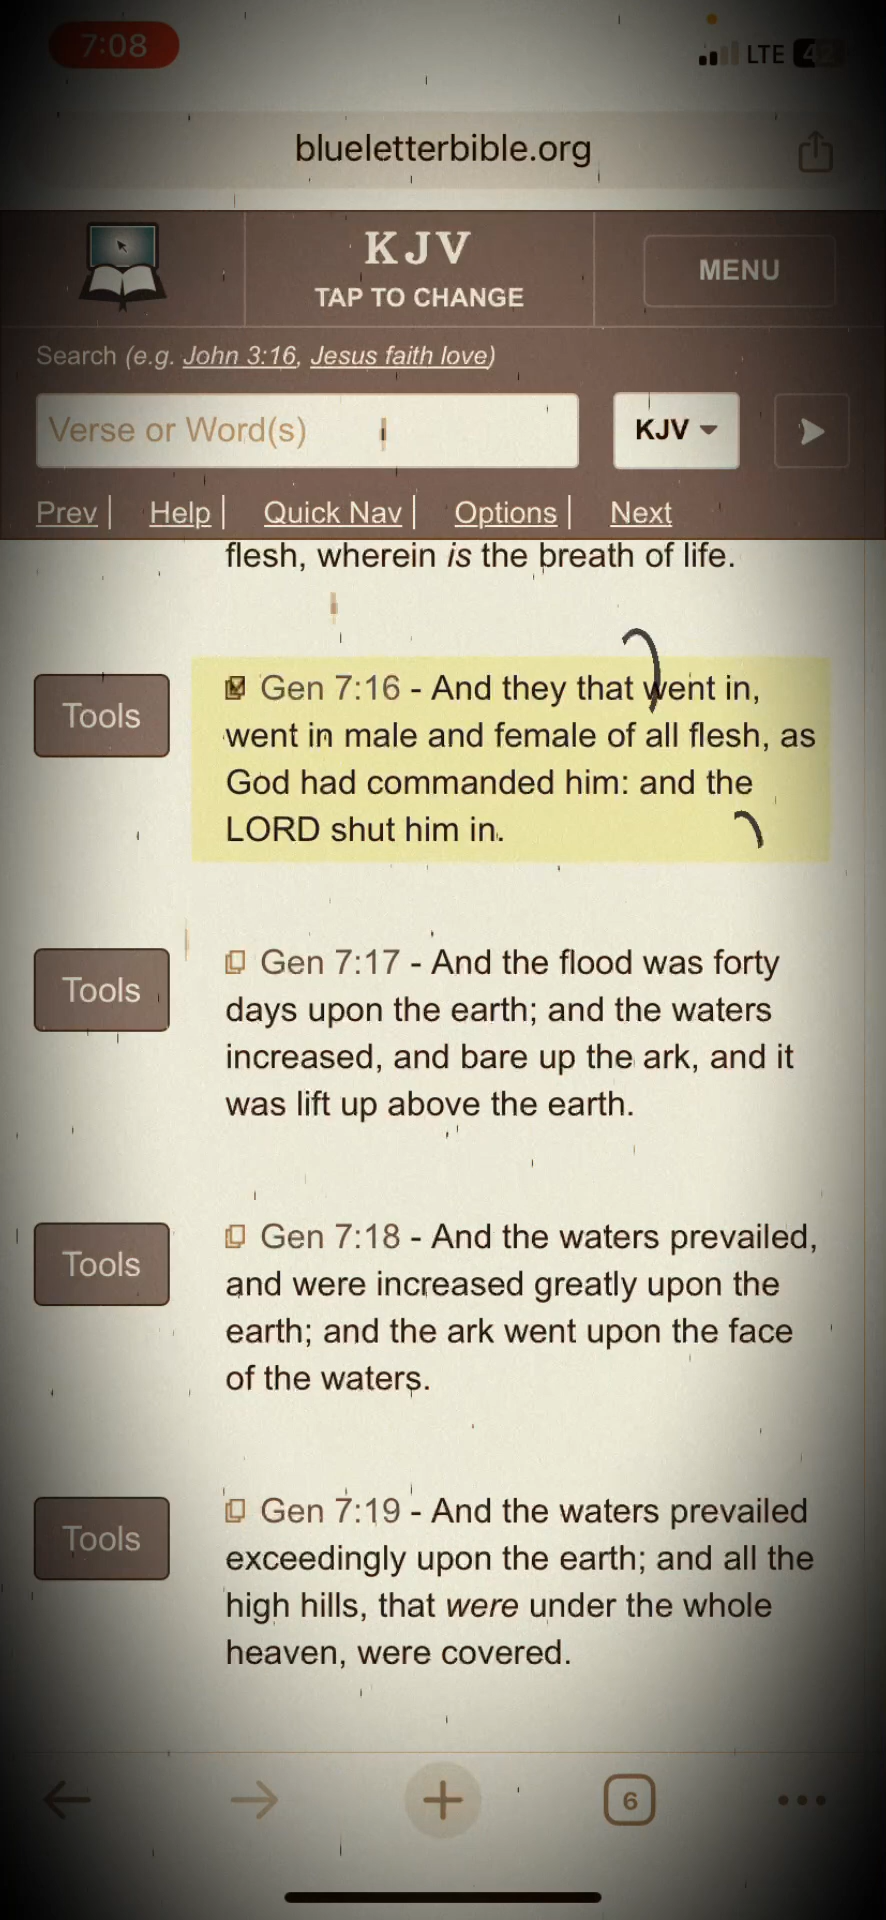 7:08
LTE 42
blueletterbible.org
KJV
TAP TO CHANGE
MENU
Search (e.g. John 3:16, Jesus faith love)
Verse or Word(s)
KJV
Prev | Help | Quick Nav | Options | Next
flesh, wherein is the breath of life.
Tools
Gen 7:16 - And they that went in,
went in male and female of all flesh, as
God had commanded him: and the
LORD shut him in.
Tools
Gen 7:17 - And the flood was forty
days upon the earth; and the waters
increased, and bare up the ark, and it
was lift up above the earth.
Tools
Gen 7:18 - And the waters prevailed,
and were increased greatly upon the
earth; and the ark went upon the face
of the waters.
Tools
Gen 7:19 - And the waters prevailed
exceedingly upon the earth; and all the
high hills, that were under the whole
heaven, were covered.
6